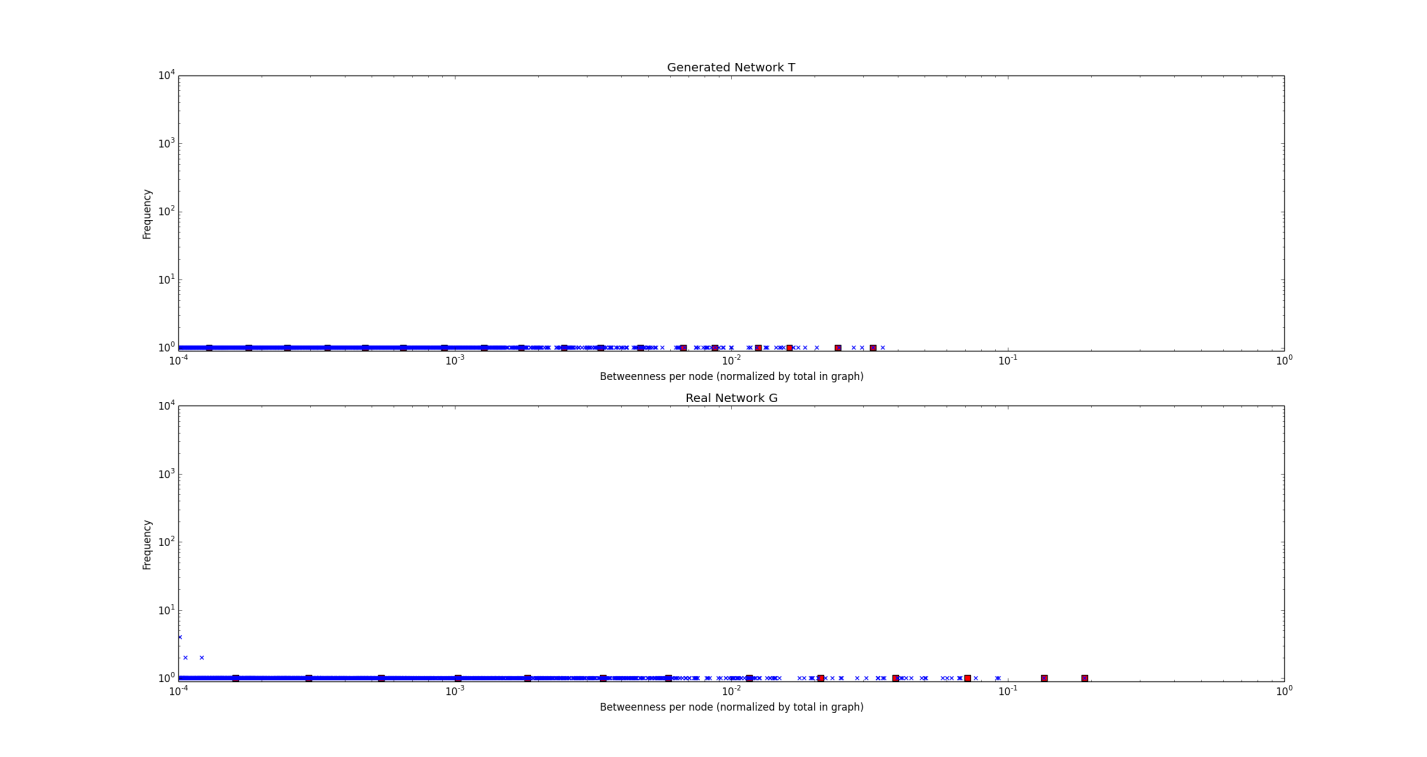 Generated Network T
10^4
10^3
10^2
10^1
10^0
Frequency
10^-4 10^-3 10^-2 10^-1 10^0
Betweenness per node (normalized by total in graph)
Real Network G
10^4
10^3
10^2
10^1
10^0
Frequency
10^-4 10^-3 10^-2 10^-1 10^0
Betweenness per node (normalized by total in graph)